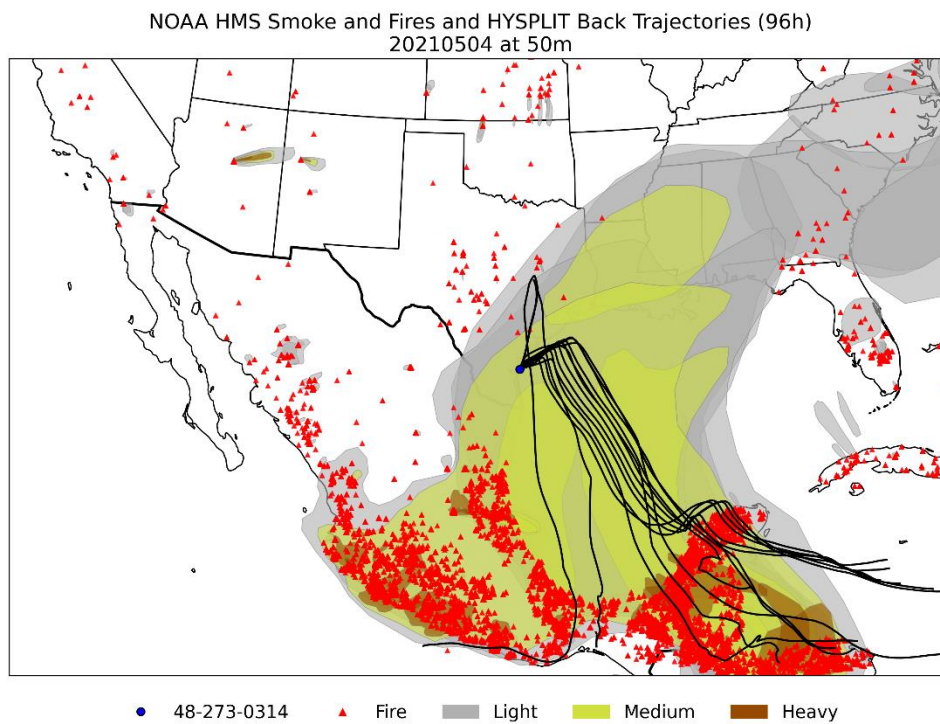 NOAA HMS Smoke and Fires and HYSPLIT Back Trajectories (96h)
20210504 at 50m
48-273-0314 Fire Light Medium Heavy